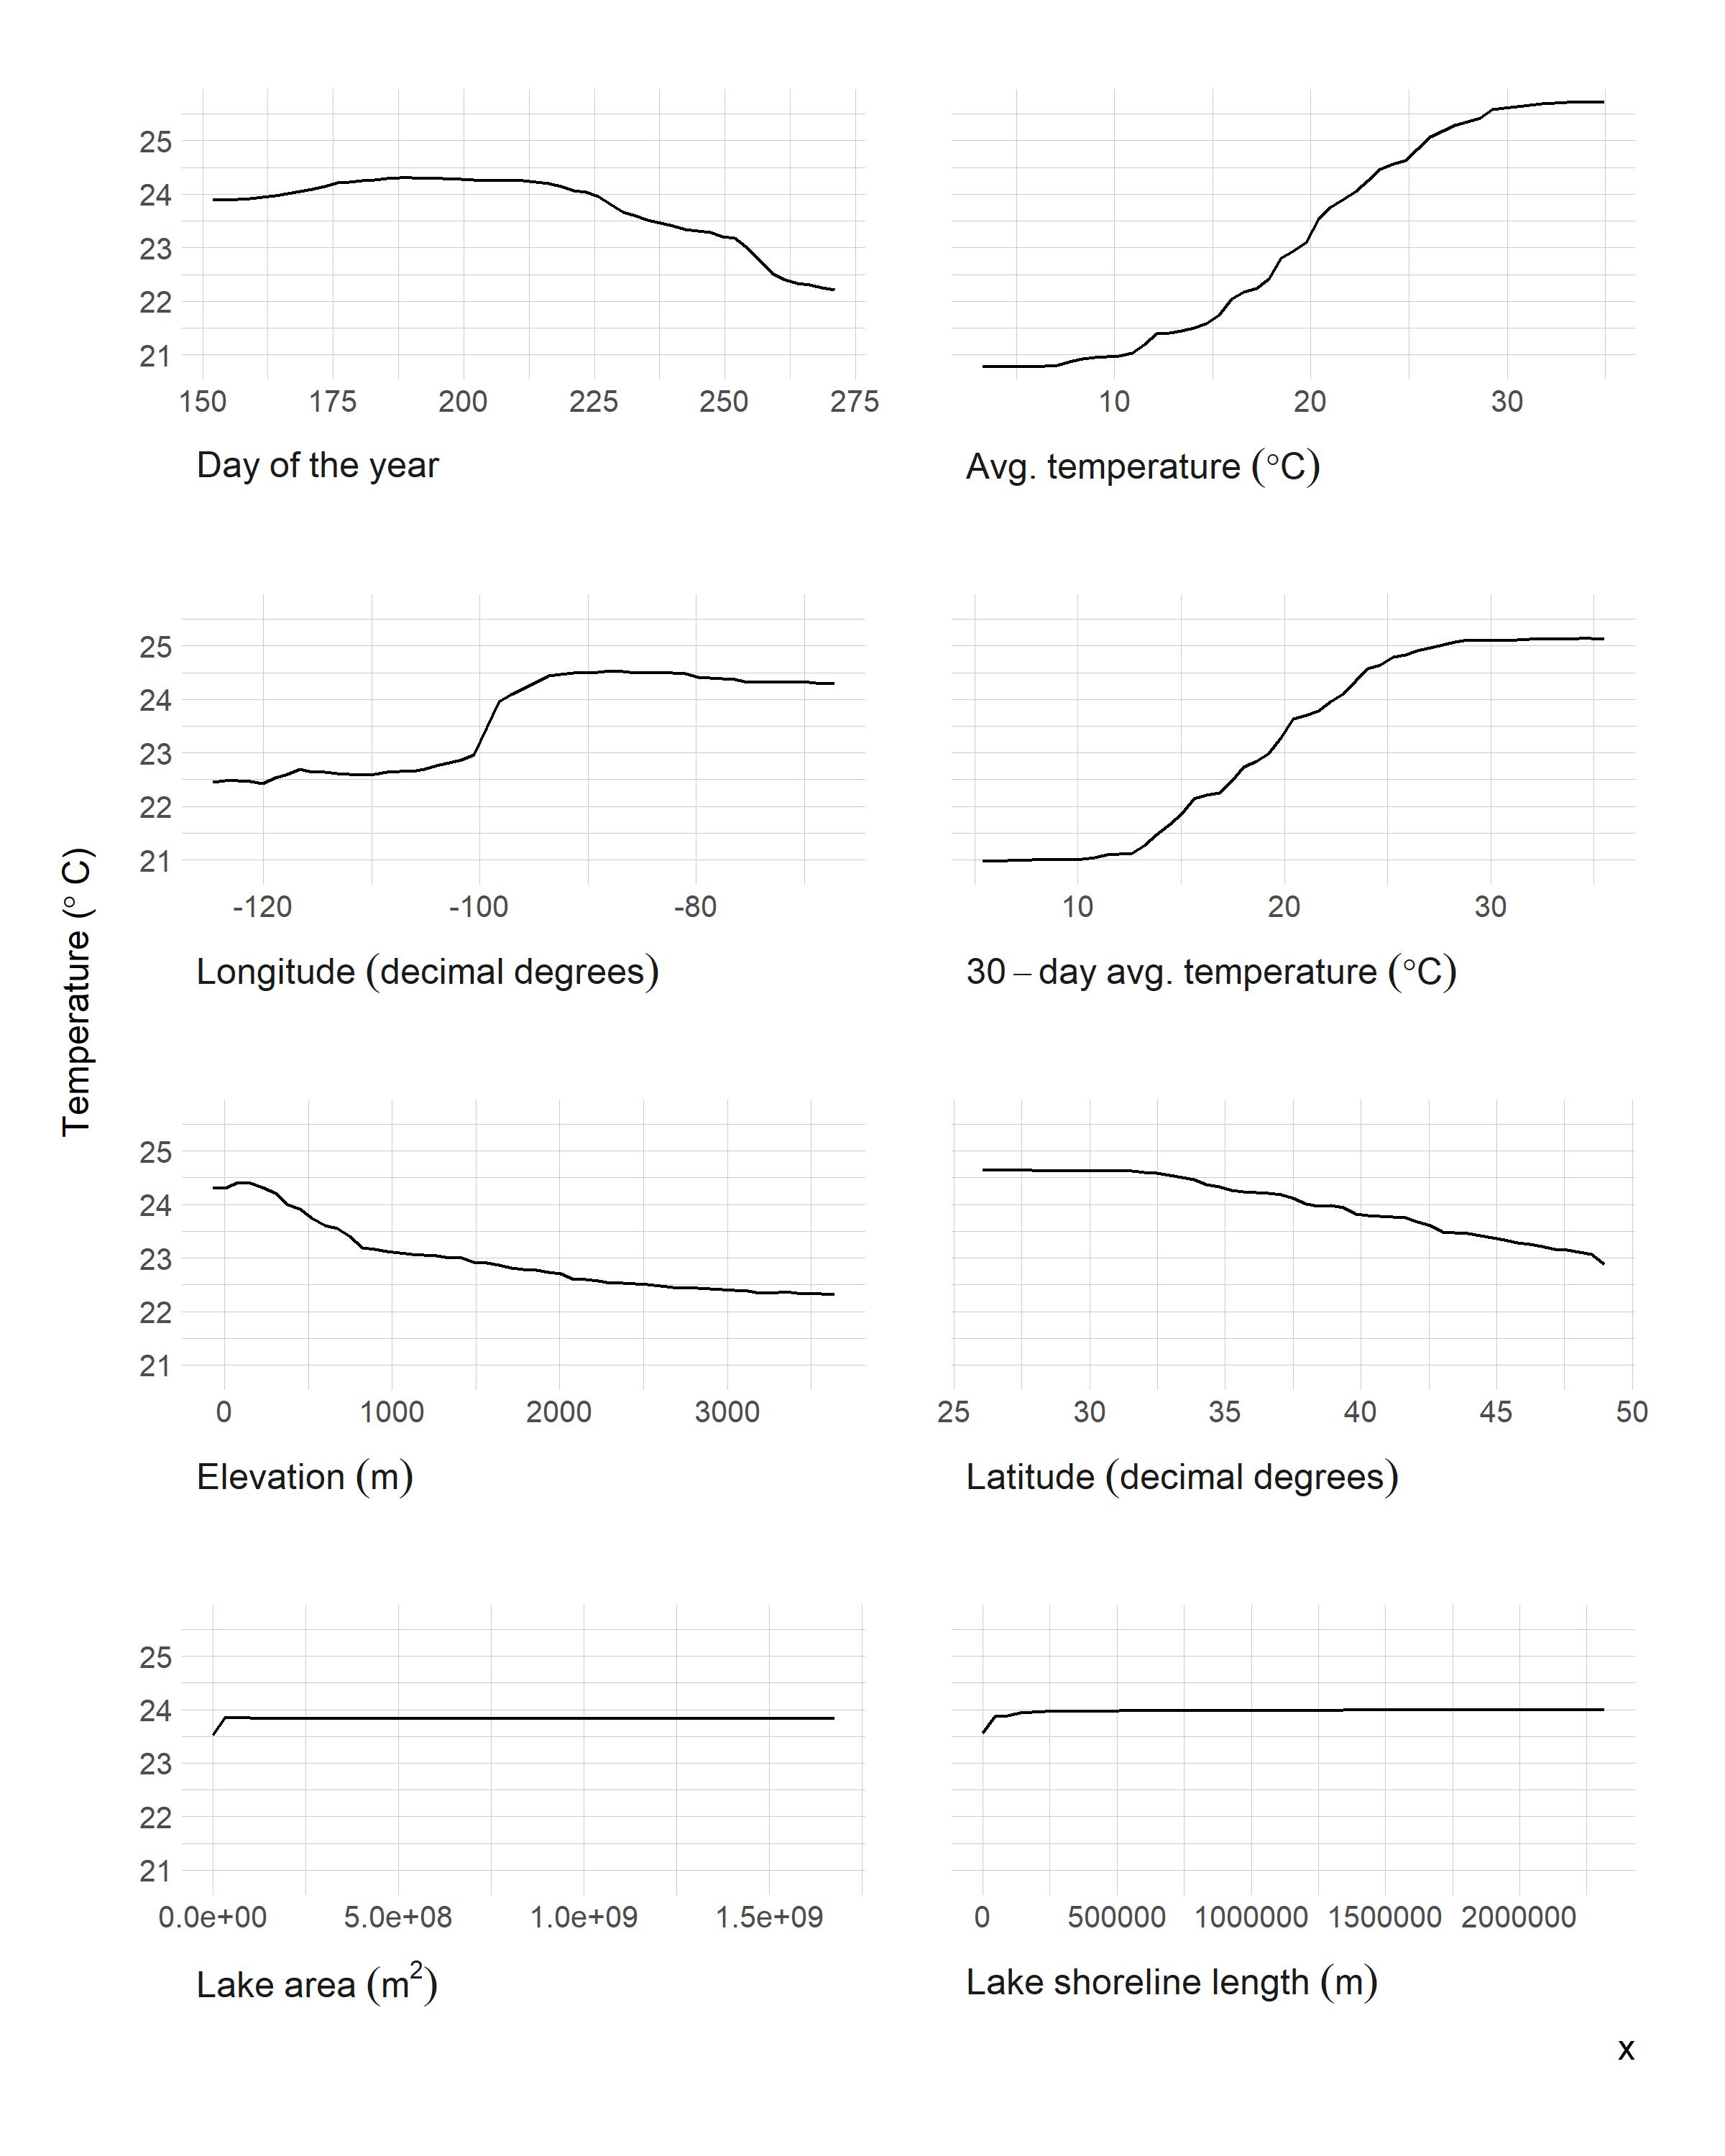 25
24
23
22
21
150 175 200 225 250 275
Day of the year
10 20 30
Avg. temperature (°C)
25
24
23
22
21
-120 -100 -80
Longitude (decimal degrees)
10 20 30
30 – day avg. temperature (°C)
Temperature (° C)
25
24
23
22
21
0 1000 2000 3000
Elevation (m)
25 30 35 40 45 50
Latitude (decimal degrees)
25
24
23
22
21
0.0e+00 5.0e+08 1.0e+09 1.5e+09
Lake area (m²)
0 500000 1000000 1500000 2000000
Lake shoreline length (m)
x